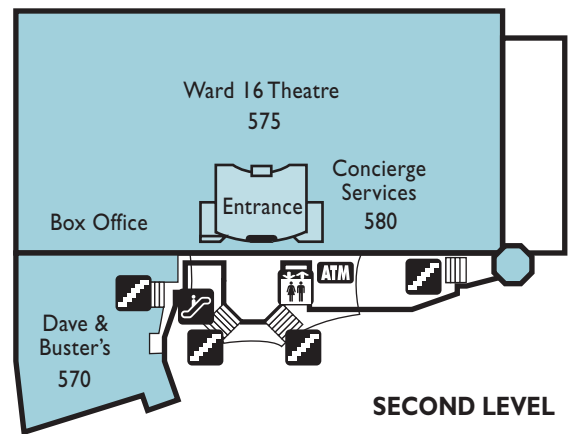 Ward 16 Theatre
575
Concierge
Services
580
Entrance
Box Office
ATM
Dave &
Buster's
570
SECOND LEVEL